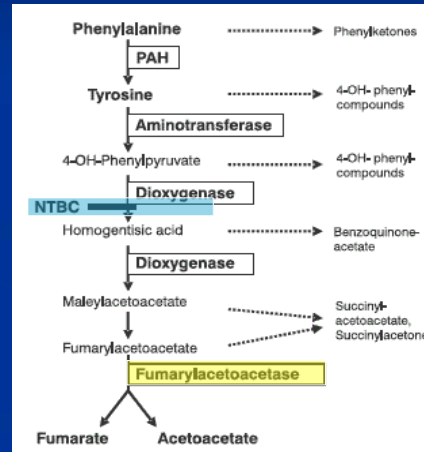 Phenylalanine
Phenylketones
PAH
Tyrosine
4-OH- phenyl-
compounds
Aminotransferase
4-OH-Phenylpyruvate
4-OH- phenyl-
compounds
Dioxygenase
NTBC
Homogentisic acid
Benzoquinone-
acetate
Dioxygenase
Maleylacetoacetate
Succinyl-
acetoacetate,
Succinylacetone
Fumarylacetoacetate
Fumarylacetoacetase
Fumarate
Acetoacetate